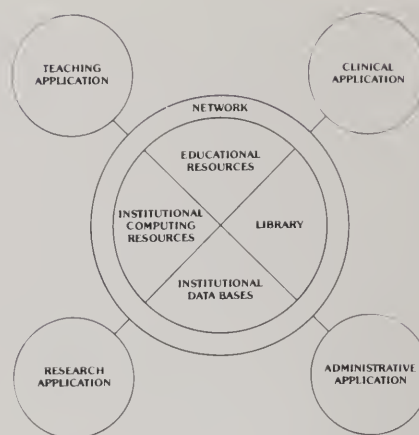 TEACHING
APPLICATION
CLINICAL
APPLICATION
NETWORK
EDUCATIONAL
RESOURCES
INSTITUTIONAL
COMPUTING
RESOURCES
LIBRARY
INSTITUTIONAL
DATA BASES
RESEARCH
APPLICATION
ADMINISTRATIVE
APPLICATION